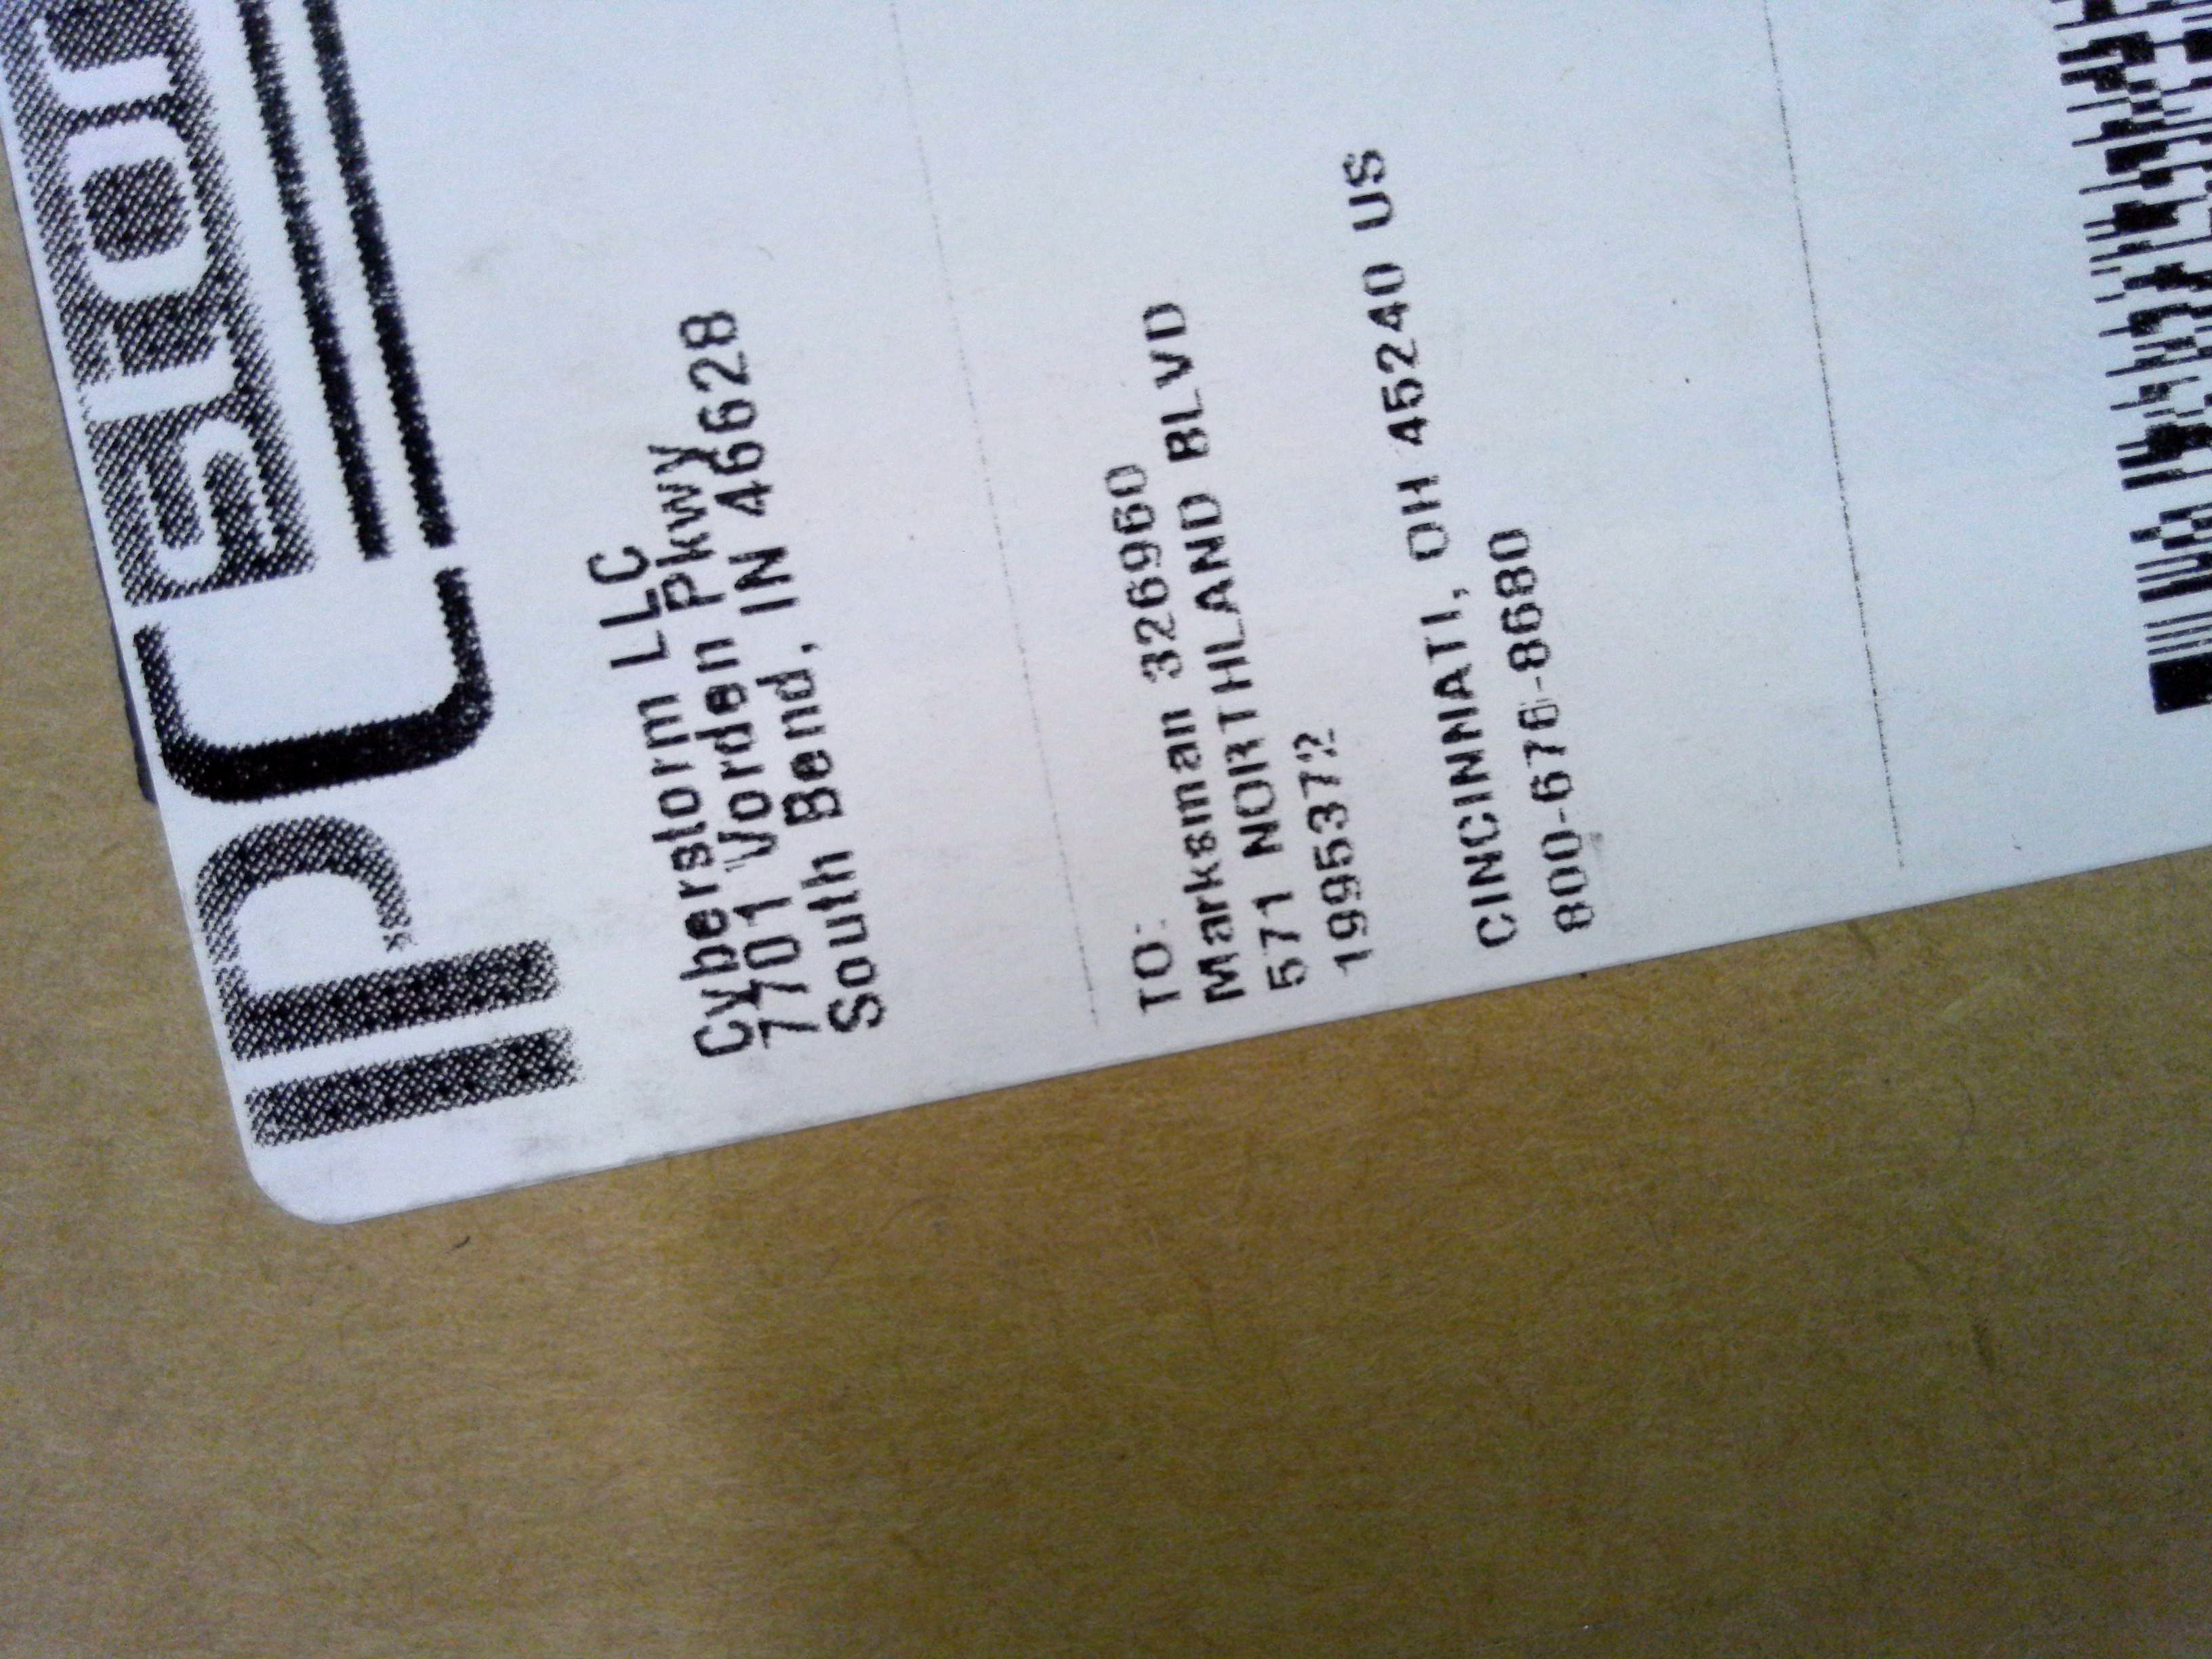 Cyberstorm LLC
7701 Vorden Pkwy
South Bend, IN 46628
TO:
Marksman 326960
571 NORTHLAND BLVD
1995372
CINCINNATI, OH 45240 US
800-676-8680